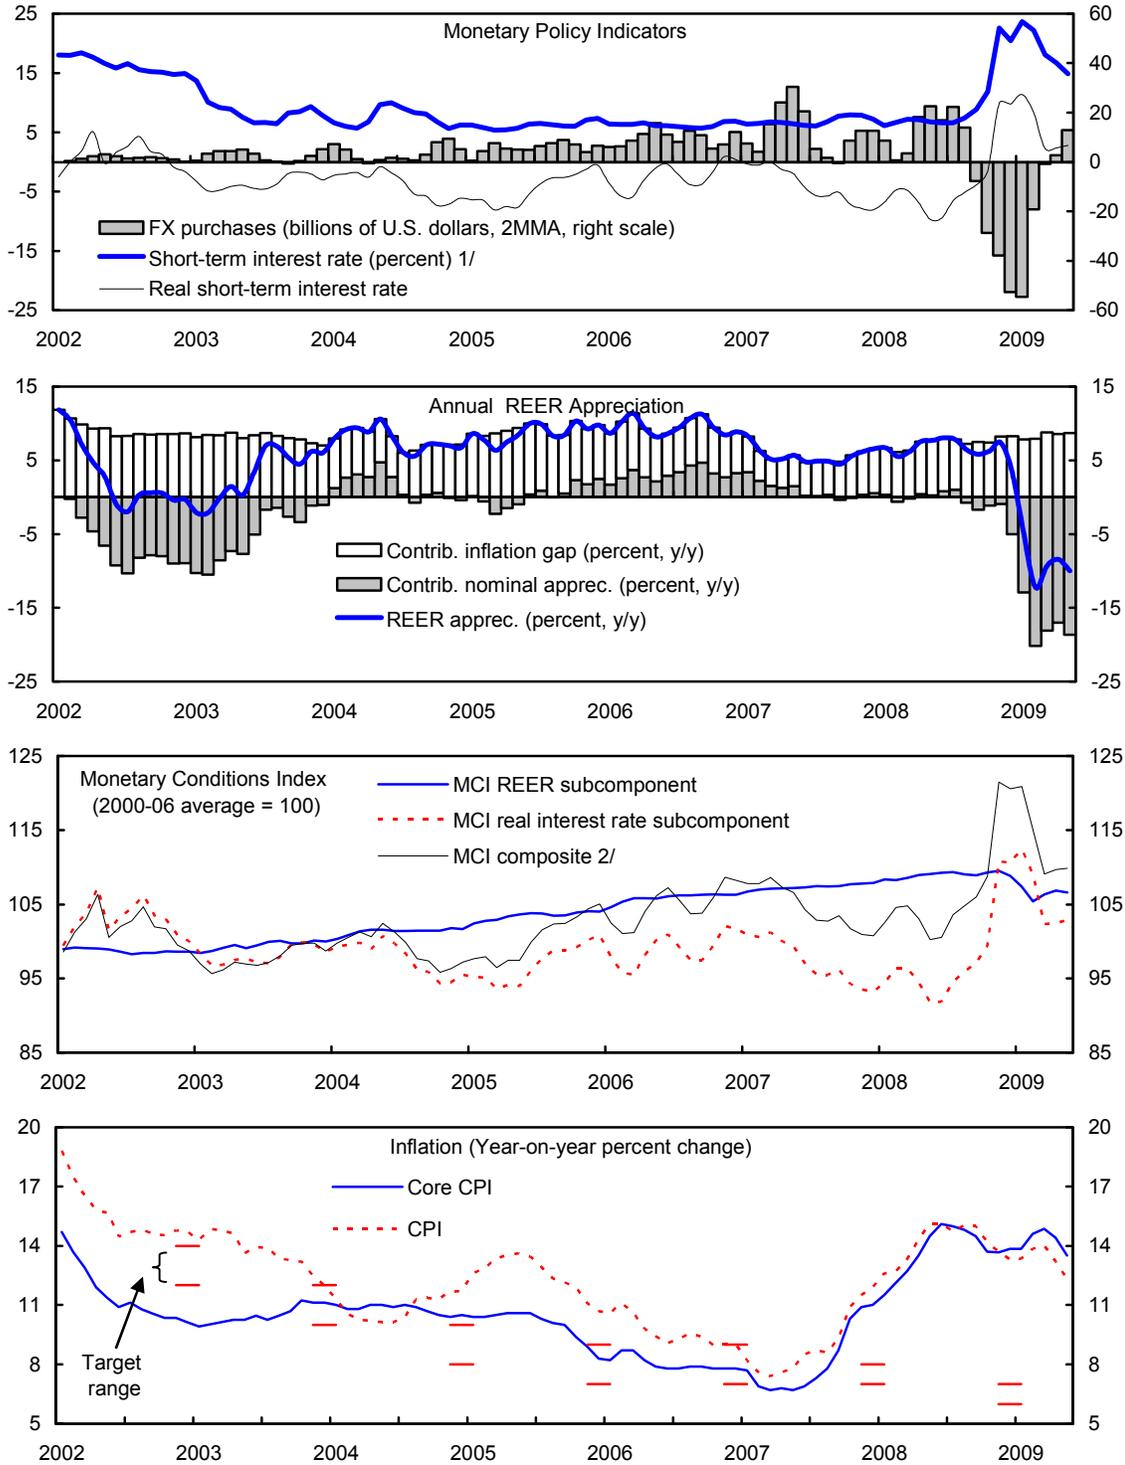 Monetary Policy Indicators
25
15
5
-5
-15
-25
60
40
20
0
-20
-40
-60
FX purchases (billions of U.S. dollars, 2MMA, right scale)
Short-term interest rate (percent) 1/
Real short-term interest rate
2002 2003 2004 2005 2006 2007 2008 2009
Annual REER Appreciation
15
5
-5
-15
-25
15
5
-5
-15
-25
Contrib. inflation gap (percent, y/y)
Contrib. nominal apprec. (percent, y/y)
REER apprec. (percent, y/y)
2002 2003 2004 2005 2006 2007 2008 2009
Monetary Conditions Index
(2000-06 average = 100)
125
115
105
95
85
125
115
105
95
85
MCI REER subcomponent
MCI real interest rate subcomponent
MCI composite 2/
2002 2003 2004 2005 2006 2007 2008 2009
Inflation (Year-on-year percent change)
20
17
14
11
8
5
20
17
14
11
8
5
Core CPI
CPI
Target
range
2002 2003 2004 2005 2006 2007 2008 2009